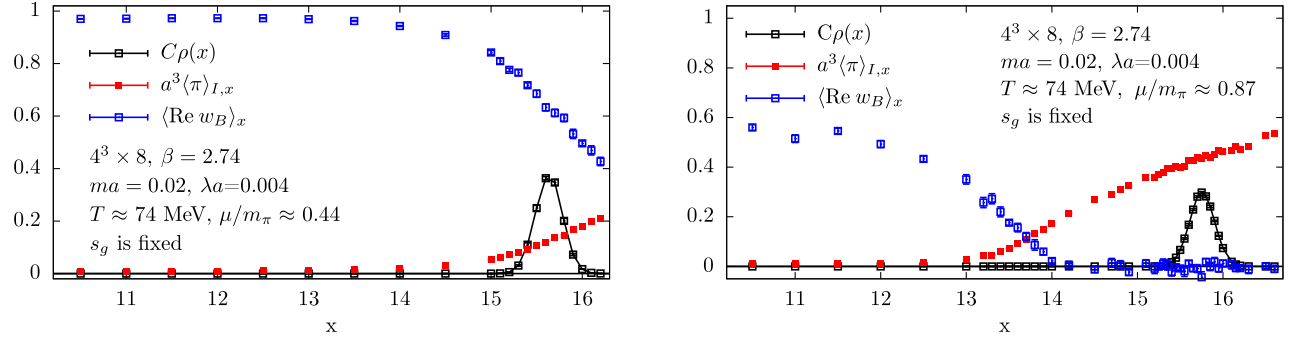 1
0.8
0.6
0.4
0.2
0
Cρ(x)
a³⟨π⟩_{I,x}
⟨Re w_B⟩_x
4³ × 8, β = 2.74
ma = 0.02, λa=0.004
T ≈ 74 MeV, μ/m_π ≈ 0.44
s_g is fixed
11 12 13 14 15 16
x
1
0.8
0.6
0.4
0.2
0
Cρ(x)
a³⟨π⟩_{I,x}
⟨Re w_B⟩_x
4³ × 8, β = 2.74
ma = 0.02, λa=0.004
T ≈ 74 MeV, μ/m_π ≈ 0.87
s_g is fixed
11 12 13 14 15 16
x